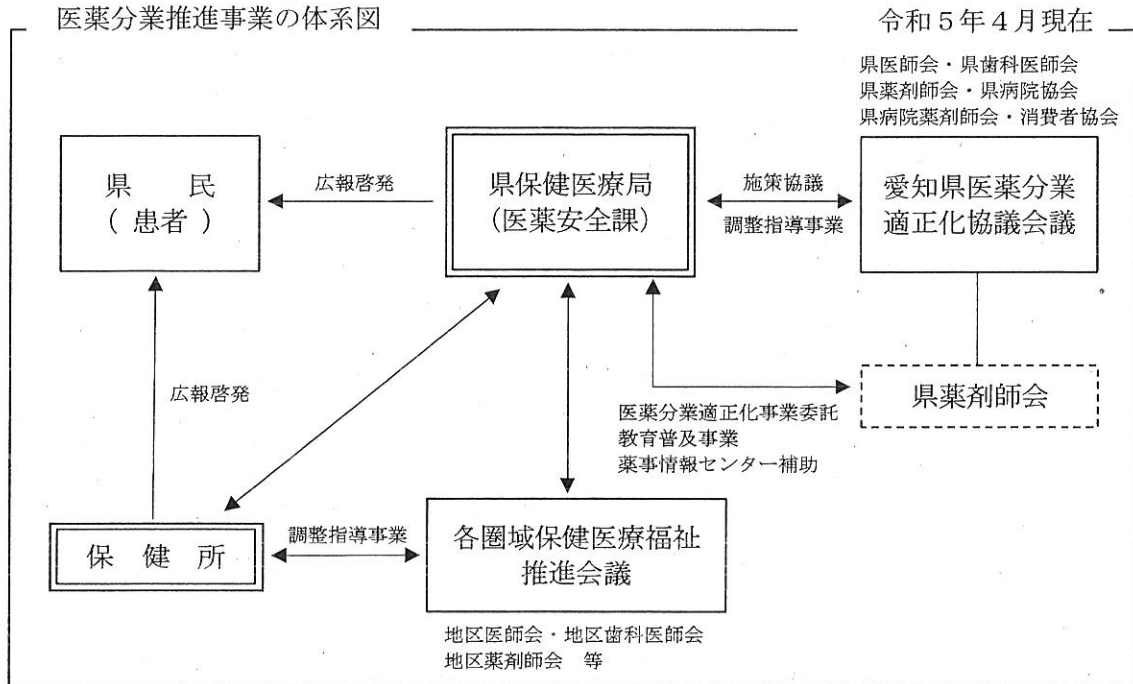 医薬分業推進事業の体系図
令和5年4月現在
県医師会・県歯科医師会
県薬剤師会・県病院協会
県病院薬剤師会・消費者協会
県　　民
（ 患者 ）
広報啓発
県保健医療局
（医薬安全課）
施策協議
調整指導事業
愛知県医薬分業
適正化協議会議
広報啓発
県薬剤師会
医薬分業適正化事業委託
教育普及事業
薬事情報センター補助
保　健　所
調整指導事業
各圏域保健医療福祉
推進会議
地区医師会・地区歯科医師会
地区薬剤師会　等